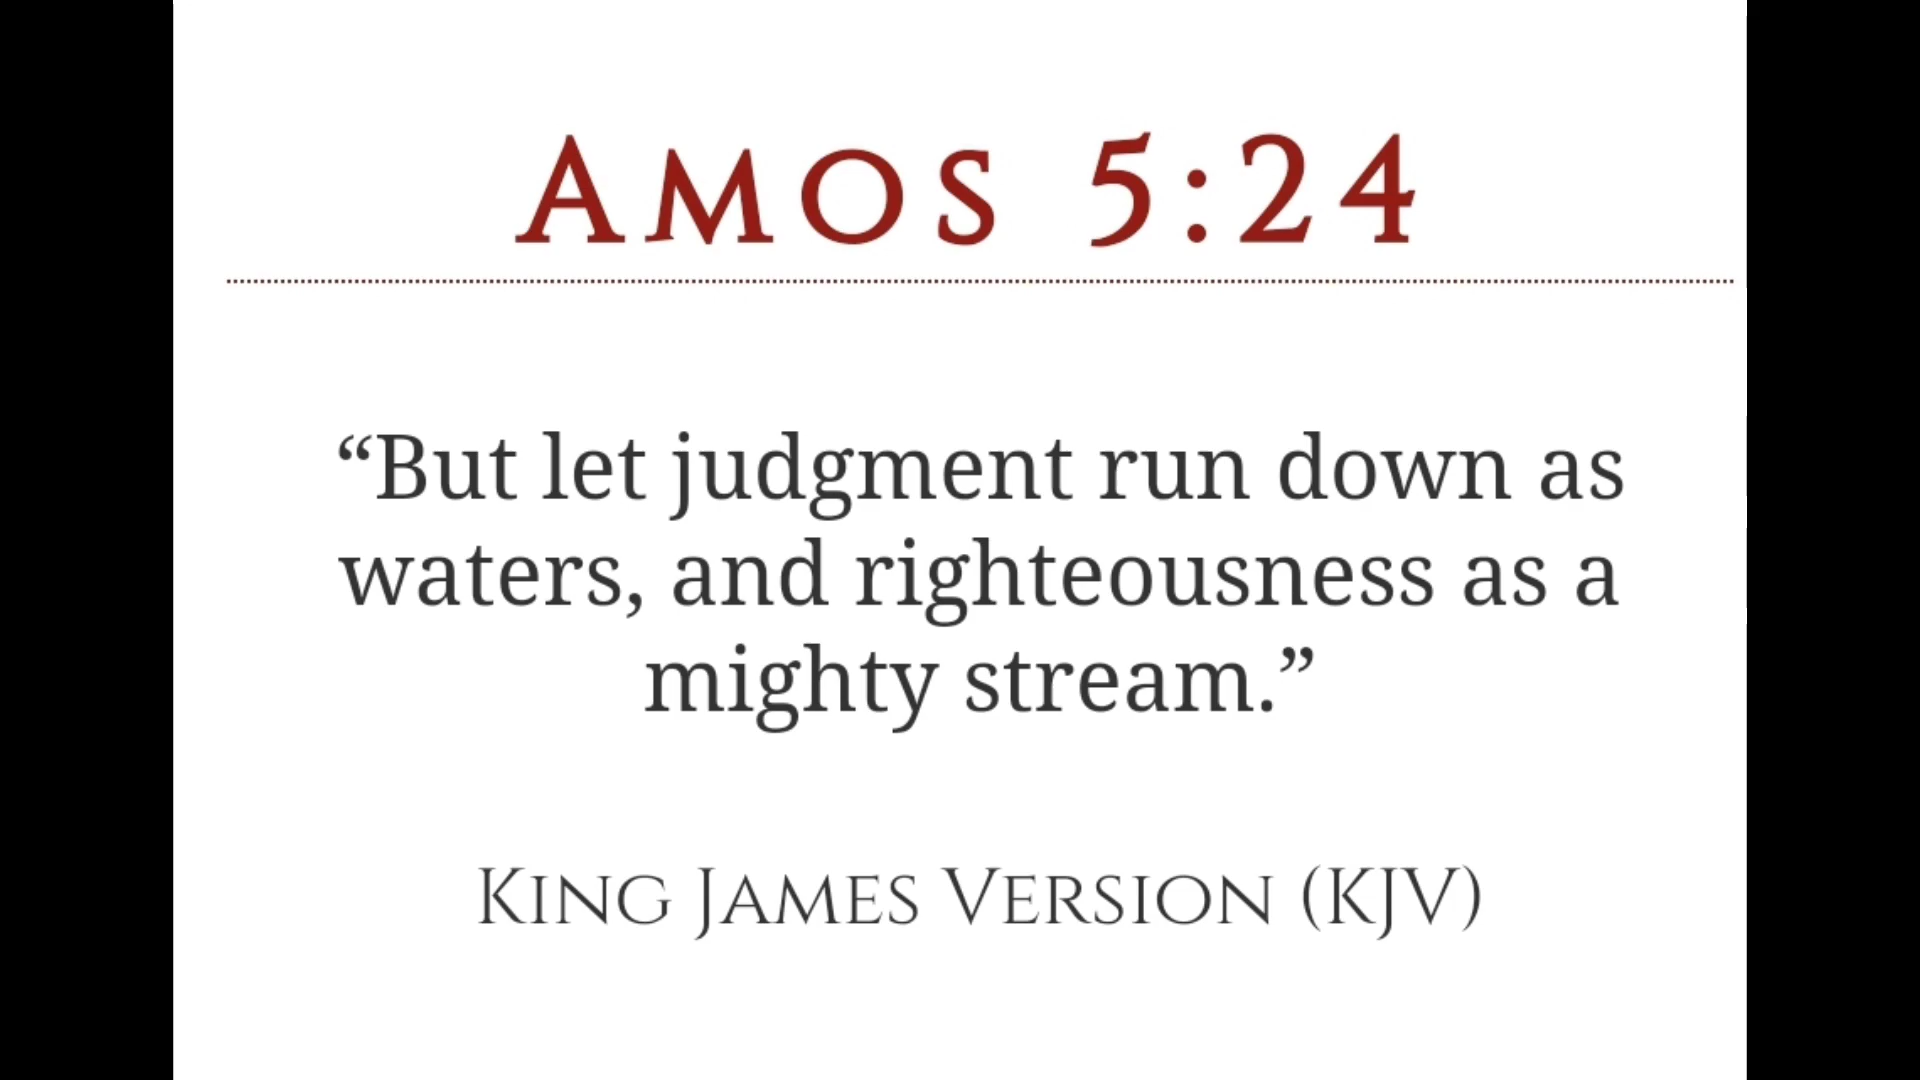 Amos 5:24
“But let judgment run down as
waters, and righteousness as a
mighty stream.”
King James Version (KJV)